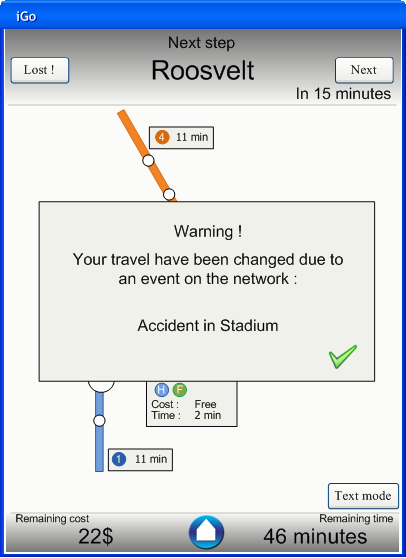 iGo
Next step
Lost !
Roosvelt
Next
In 15 minutes
4 11 min
Warning !
Your travel have been changed due to
an event on the network :
Accident in Stadium
H F
Cost : Free
Time : 2 min
1 11 min
Text mode
Remaining cost
Remaining time
22$
46 minutes